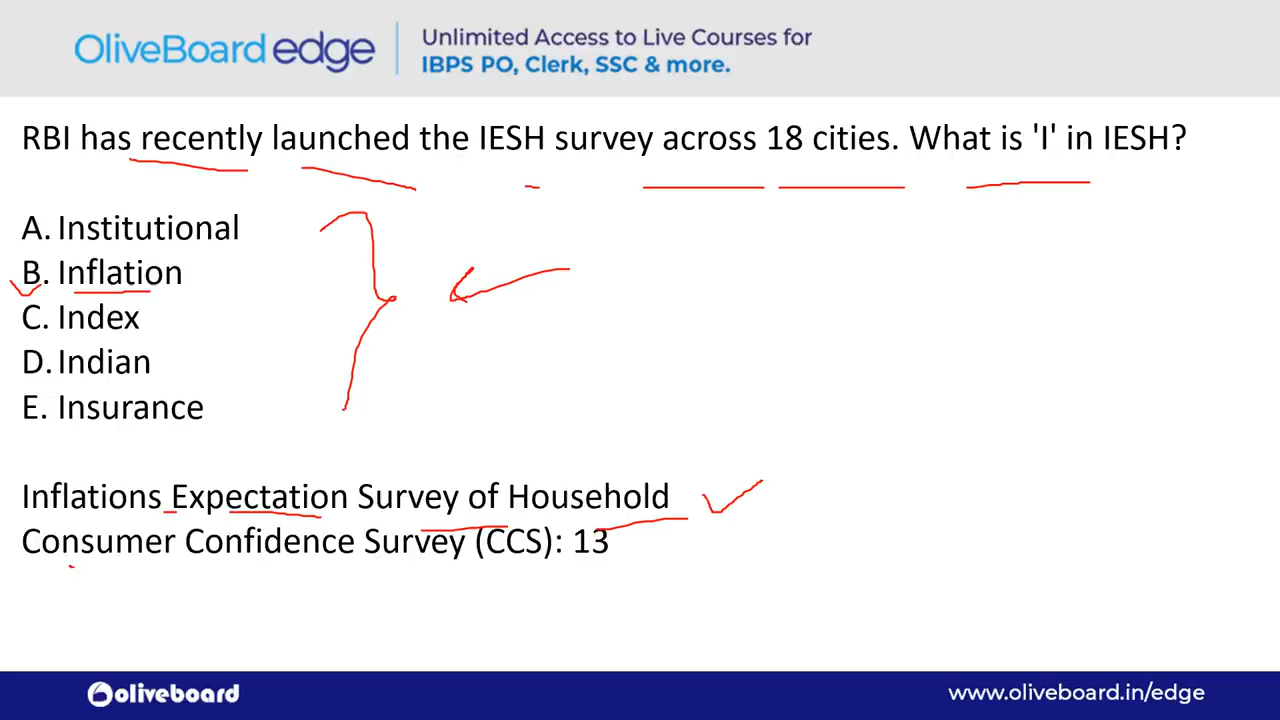 OliveBoard edge
Unlimited Access to Live Courses for
IBPS PO, Clerk, SSC & more.
RBI has recently launched the IESH survey across 18 cities. What is 'I' in IESH?
A. Institutional
B. Inflation
C. Index
D. Indian
E. Insurance
Inflations Expectation Survey of Household
Consumer Confidence Survey (CCS): 13
oliveboard
www.oliveboard.in/edge